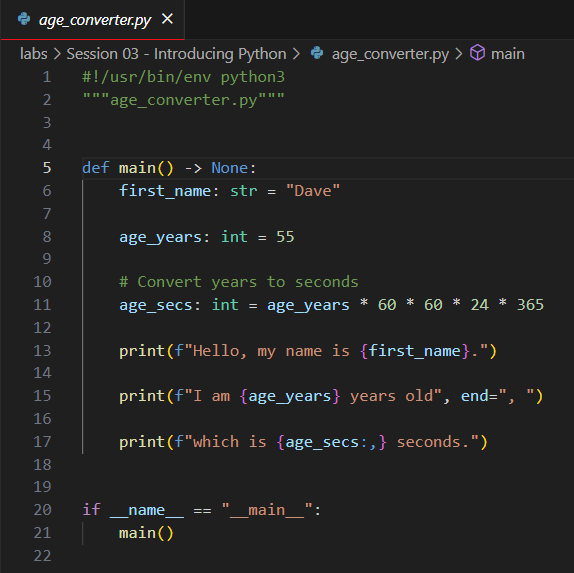 age_converter.py
labs > Session 03 - Introducing Python > age_converter.py > main
1 #!/usr/bin/env python3
2 """age_converter.py"""
3
4
5 def main() -> None:
6     first_name: str = "Dave"
7
8     age_years: int = 55
9
10     # Convert years to seconds
11     age_secs: int = age_years * 60 * 60 * 24 * 365
12
13     print(f"Hello, my name is {first_name}.")
14
15     print(f"I am {age_years} years old", end=", ")
16
17     print(f"which is {age_secs:,} seconds.")
18
19
20 if __name__ == "__main__":
21     main()
22